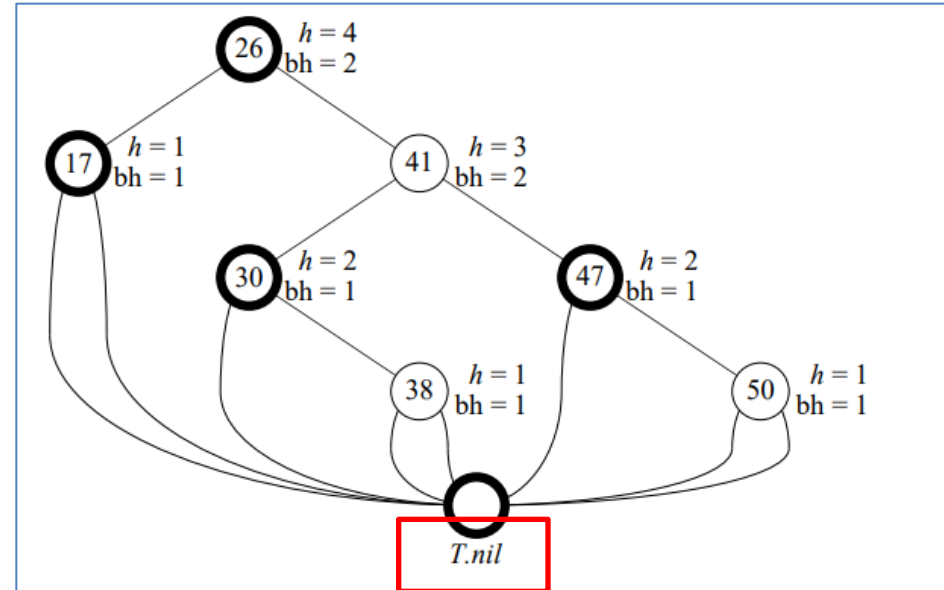 26
h = 4
bh = 2
17
h = 1
bh = 1
41
h = 3
bh = 2
30
h = 2
bh = 1
47
h = 2
bh = 1
38
h = 1
bh = 1
50
h = 1
bh = 1
T.nil